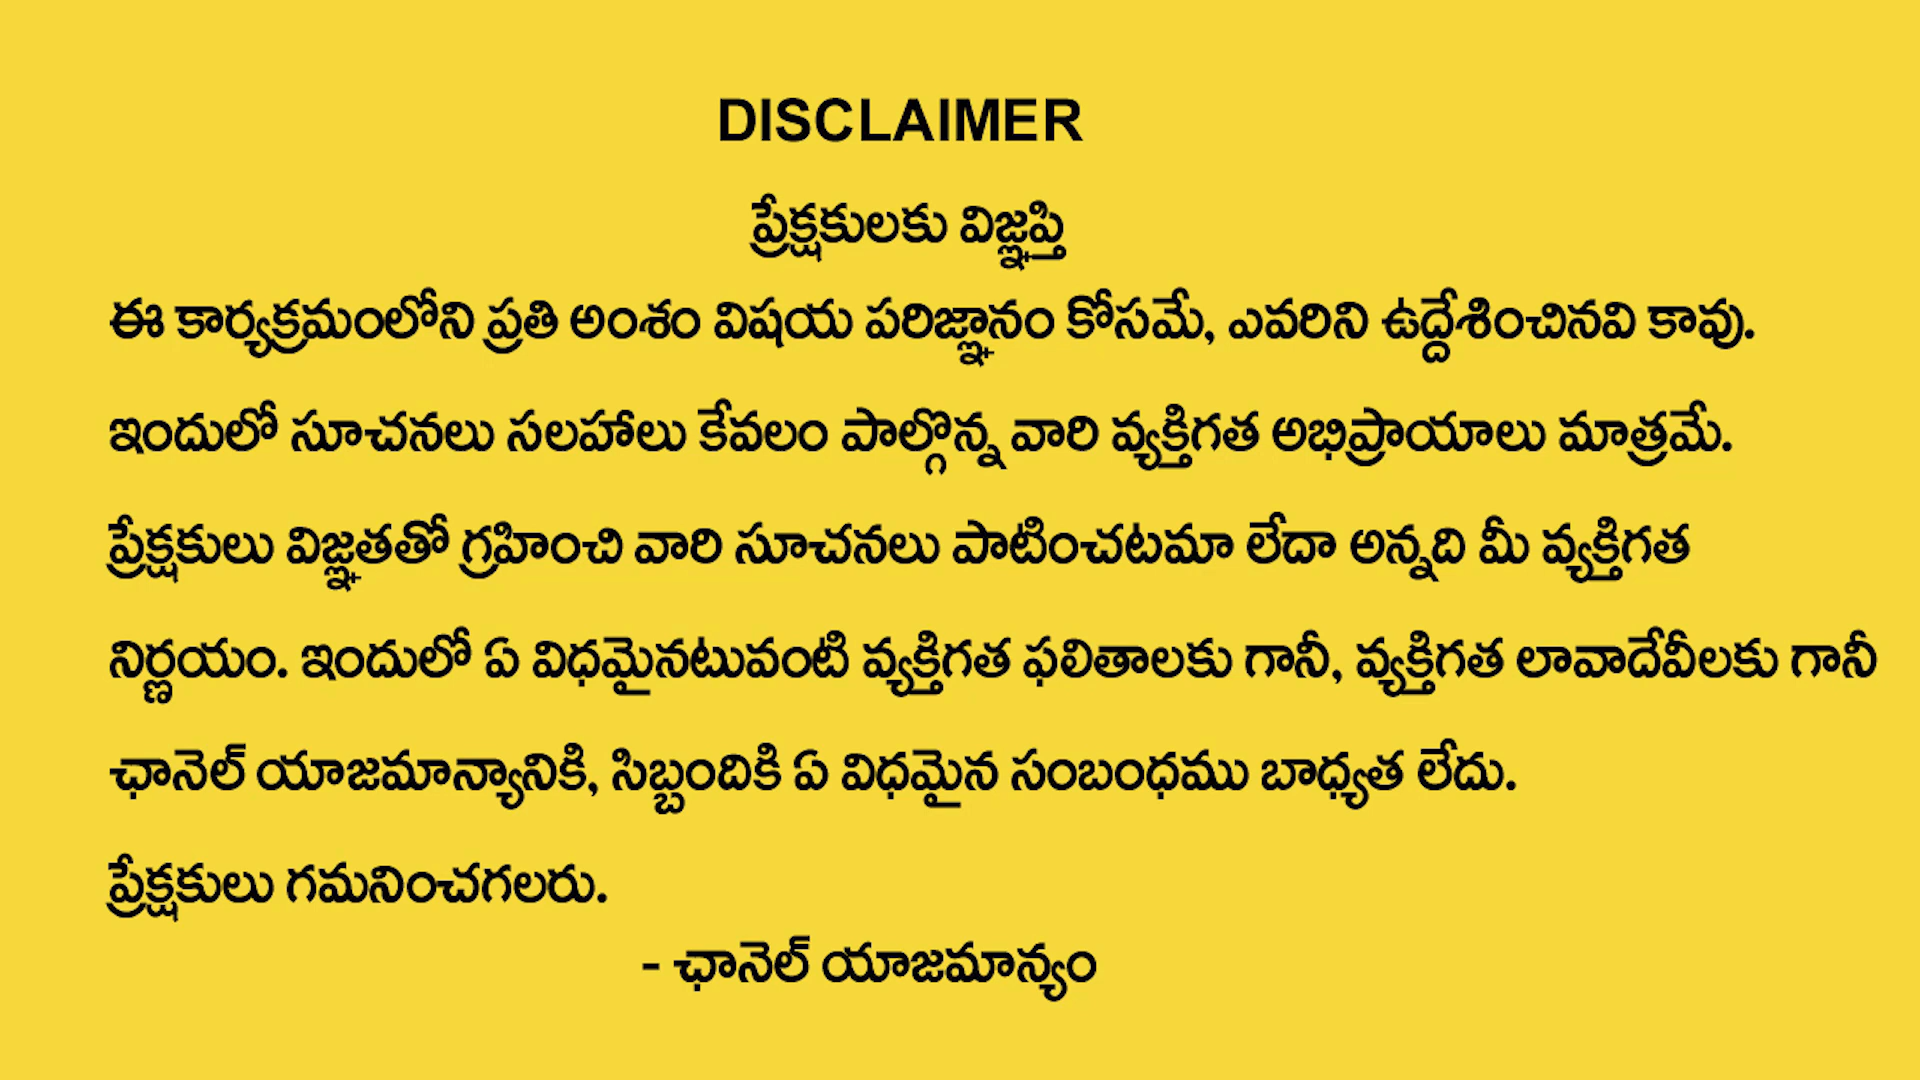 DISCLAIMER
ప్రేక్షకులకు విజ్ఞప్తి
ఈ కార్యక్రమంలోని ప్రతి అంశం విషయ పరిజ్ఞానం కోసమే, ఎవరిని ఉద్దేశించినవి కావు.
ఇందులో సూచనలు సలహాలు కేవలం పాల్గొన్న వారి వ్యక్తిగత అభిప్రాయాలు మాత్రమే.
ప్రేక్షకులు విజ్ఞతతో గ్రహించి వారి సూచనలు పాటించటమా లేదా అన్నది మీ వ్యక్తిగత
నిర్ణయం. ఇందులో ఏ విధమైనటువంటి వ్యక్తిగత ఫలితాలకు గానీ, వ్యక్తిగత లావాదేవీలకు గానీ
ఛానెల్ యాజమాన్యానికి, సిబ్బందికి ఏ విధమైన సంబంధము బాధ్యత లేదు.
ప్రేక్షకులు గమనించగలరు.
- ఛానెల్ యాజమాన్యం